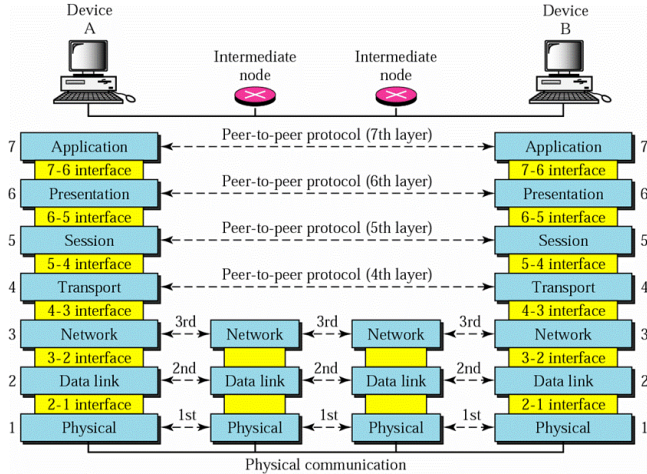 Device
A
Device
B
Intermediate
node
Intermediate
node
7 Application Peer-to-peer protocol (7th layer) Application 7
7-6 interface 7-6 interface
6 Presentation Peer-to-peer protocol (6th layer) Presentation 6
6-5 interface 6-5 interface
5 Session Peer-to-peer protocol (5th layer) Session 5
5-4 interface 5-4 interface
4 Transport Peer-to-peer protocol (4th layer) Transport 4
4-3 interface 4-3 interface
3 Network 3rd Network 3rd Network 3rd Network 3
3-2 interface 3-2 interface
2 Data link 2nd Data link 2nd Data link 2nd Data link 2
2-1 interface 2-1 interface
1 Physical 1st Physical 1st Physical 1st Physical 1
Physical communication